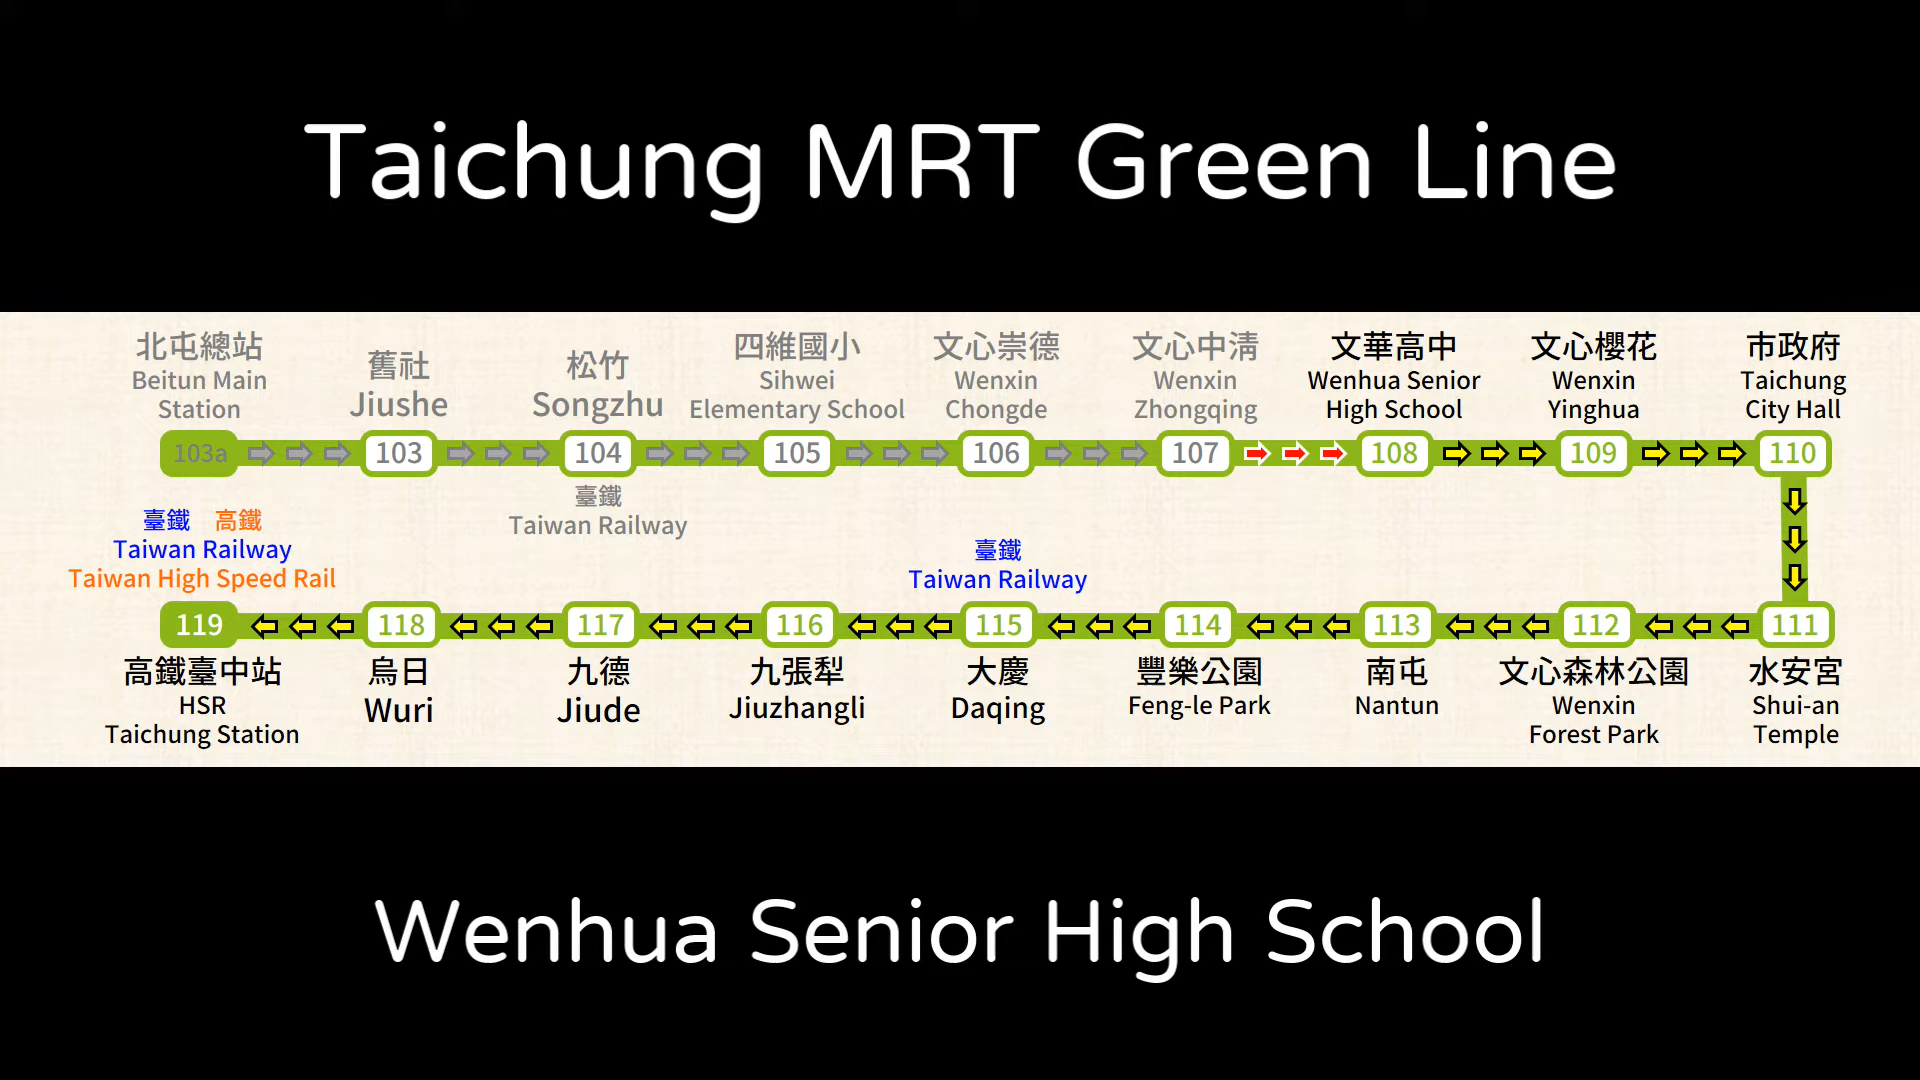 Taichung MRT Green Line
北屯總站
Beitun Main
Station
103a
舊社
Jiushe
103
松竹
Songzhu
104
臺鐵
Taiwan Railway
四維國小
Sihwei
Elementary School
105
文心崇德
Wenxin
Chongde
106
文心中清
Wenxin
Zhongqing
107
文華高中
Wenhua Senior
High School
108
文心櫻花
Wenxin
Yinghua
109
市政府
Taichung
City Hall
110
臺鐵 高鐵
Taiwan Railway
Taiwan High Speed Rail
119
高鐵臺中站
HSR
Taichung Station
118
烏日
Wuri
117
九德
Jiude
116
九張犁
Jiuzhangli
臺鐵
Taiwan Railway
115
大慶
Daqing
114
豐樂公園
Feng-le Park
113
南屯
Nantun
112
文心森林公園
Wenxin
Forest Park
111
水安宮
Shui-an
Temple
Wenhua Senior High School